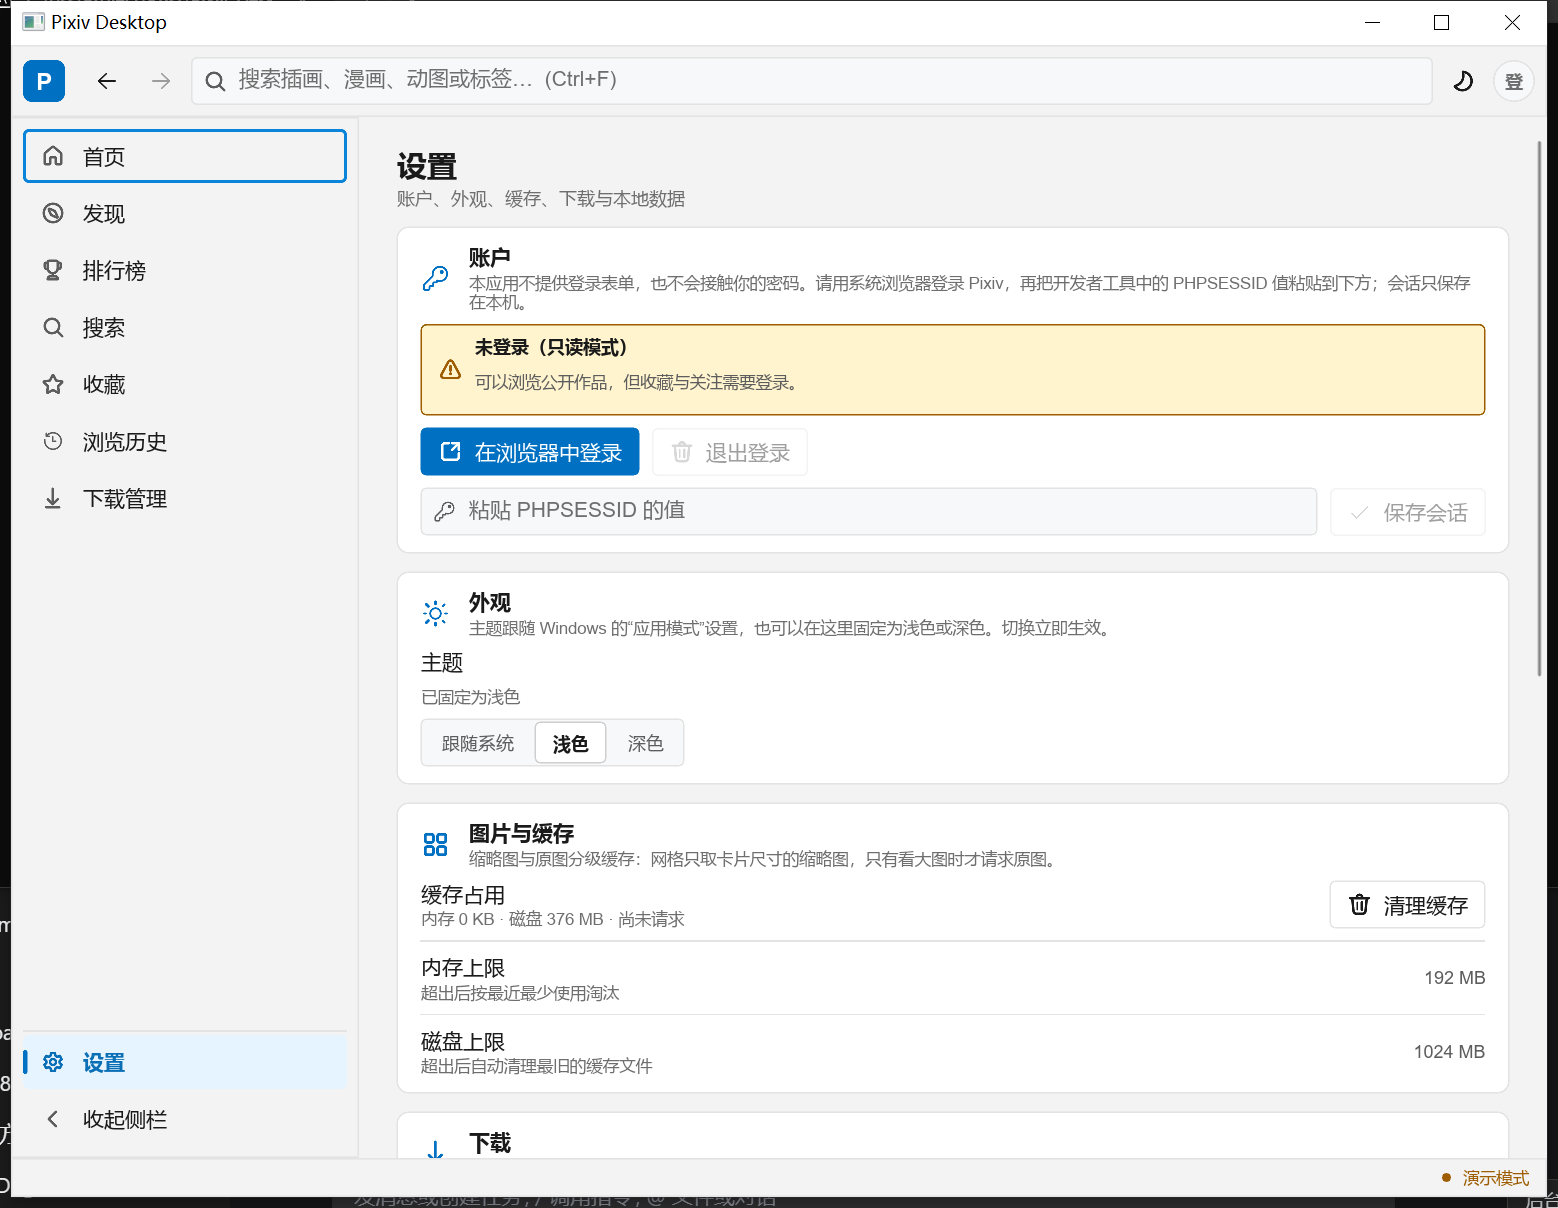 Pixiv Desktop
P
搜索插画、漫画、动图或标签… (Ctrl+F)
登
首页
发现
排行榜
搜索
收藏
浏览历史
下载管理
设置
收起侧栏
设置
账户、外观、缓存、下载与本地数据
账户
本应用不提供登录表单，也不会接触你的密码。请用系统浏览器登录 Pixiv，再把开发者工具中的 PHPSESSID 值粘贴到下方；会话只保存
在本机。
未登录（只读模式）
可以浏览公开作品，但收藏与关注需要登录。
在浏览器中登录
退出登录
粘贴 PHPSESSID 的值
保存会话
外观
主题跟随 Windows 的“应用模式”设置，也可以在这里固定为浅色或深色。切换立即生效。
主题
已固定为浅色
跟随系统
浅色
深色
图片与缓存
缩略图与原图分级缓存：网格只取卡片尺寸的缩略图，只有看大图时才请求原图。
缓存占用
内存 0 KB · 磁盘 376 MB · 尚未请求
清理缓存
内存上限
超出后按最近最少使用淘汰
192 MB
磁盘上限
超出后自动清理最旧的缓存文件
1024 MB
下载
演示模式